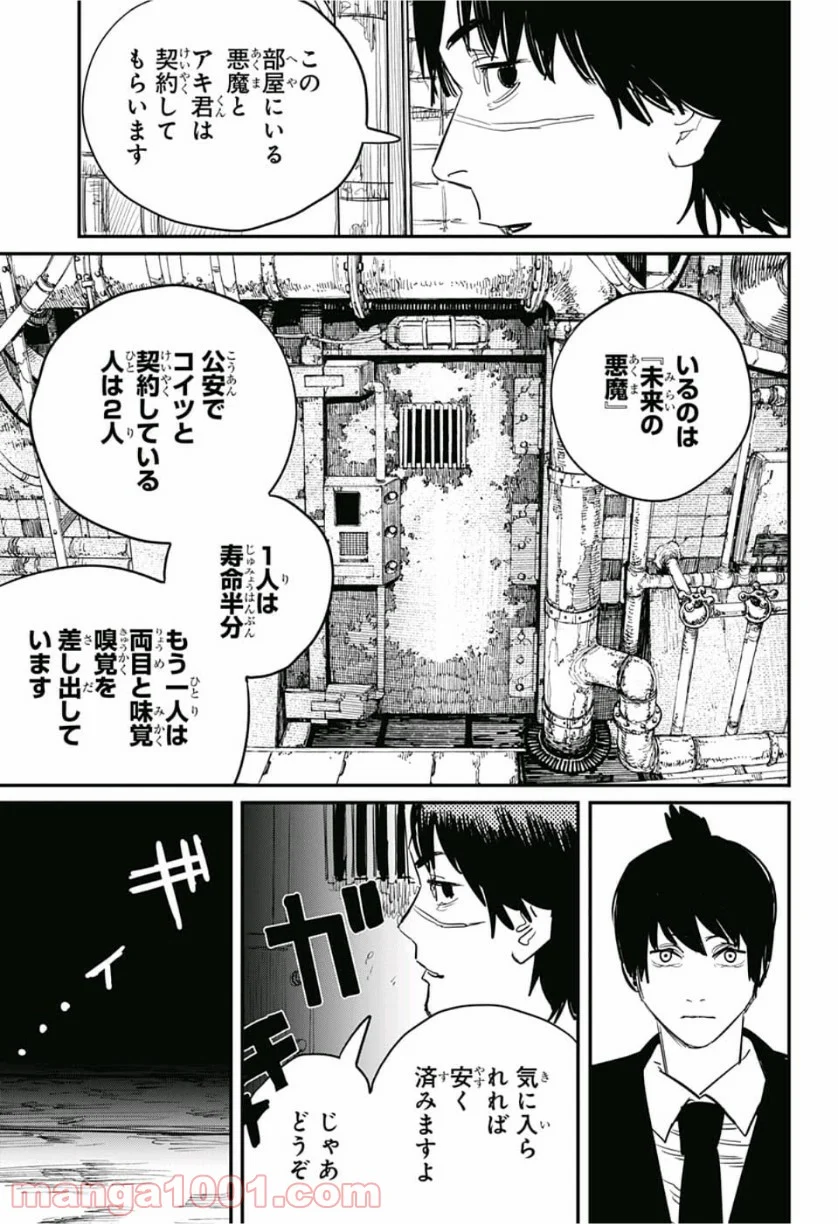 この
部屋にいる
悪魔と
アキ君は
契約して
もらいます
いるのは
『未来の
悪魔』
公安で
コイツと
契約している
人は2人
1人は
寿命半分
もう一人は
両目と味覚
嗅覚を
差し出して
います
気に入ら
れれば
安く
済みますよ
じゃあ
どうぞ
ガチャ
ギィ...
manga1001.com